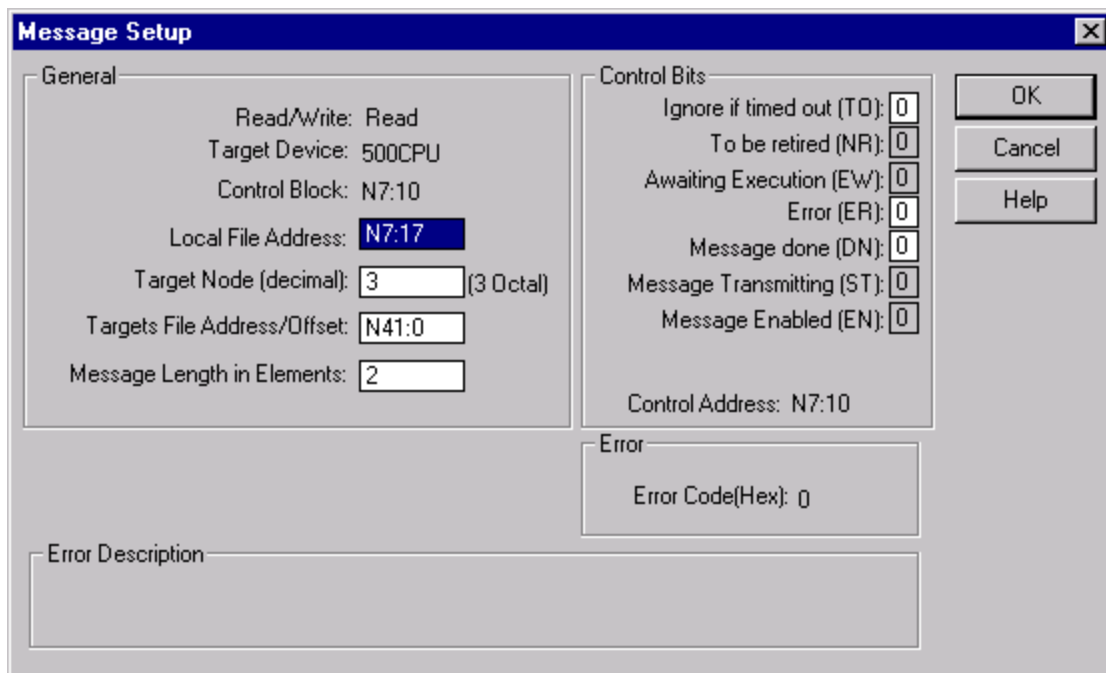 Message Setup
General
Read/Write: Read
Target Device: 500CPU
Control Block: N7:10
Local File Address: N7:17
Target Node (decimal): 3 (3 Octal)
Targets File Address/Offset: N41:0
Message Length in Elements: 2
Control Bits
Ignore if timed out (TO): 0
To be retired (NR): 0
Awaiting Execution (EW): 0
Error (ER): 0
Message done (DN): 0
Message Transmitting (ST): 0
Message Enabled (EN): 0
Control Address: N7:10
Error
Error Code(Hex): 0
Error Description
OK
Cancel
Help